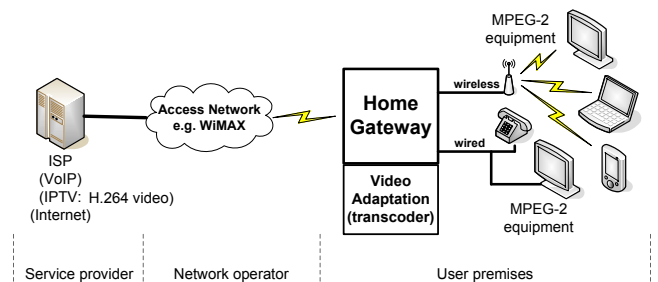 MPEG-2
equipment
wireless
Access Network
e.g. WiMAX
Home
Gateway
wired
ISP
(VoIP)
(IPTV: H.264 video)
(Internet)
Video
Adaptation
(transcoder)
MPEG-2
equipment
Service provider
Network operator
User premises